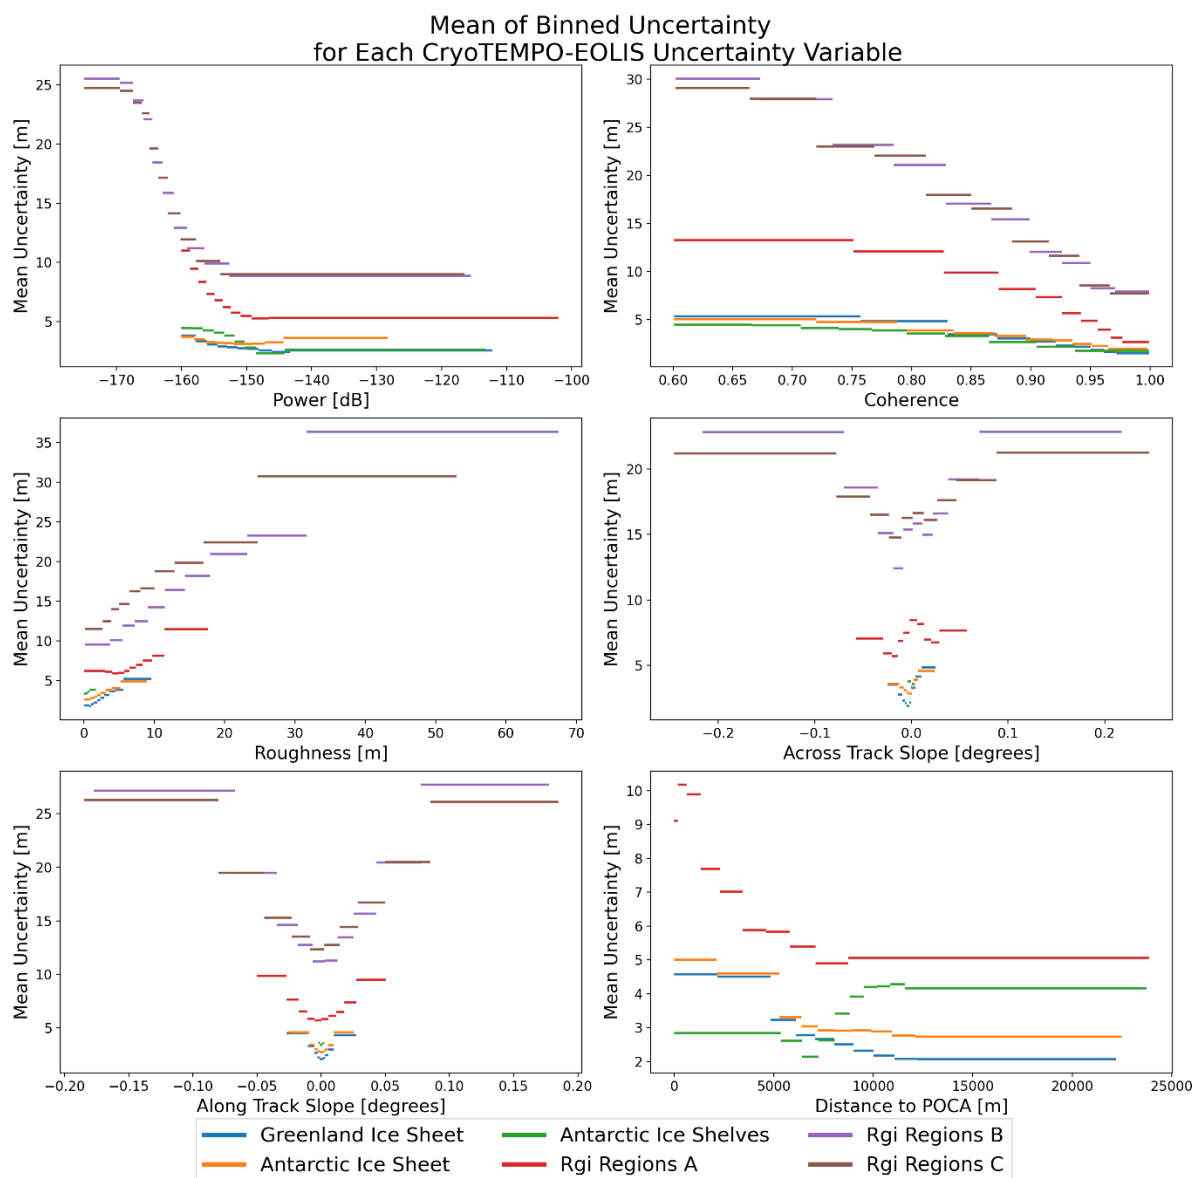 Mean of Binned Uncertainty
for Each CryoTEMPO-EOLIS Uncertainty Variable
Mean Uncertainty [m]
25
20
15
10
5
−170 −160 −150 −140 −130 −120 −110 −100
Power [dB]
Mean Uncertainty [m]
30
25
20
15
10
5
0.60 0.65 0.70 0.75 0.80 0.85 0.90 0.95 1.00
Coherence
Mean Uncertainty [m]
35
30
25
20
15
10
5
0 10 20 30 40 50 60 70
Roughness [m]
Mean Uncertainty [m]
20
15
10
5
−0.2 −0.1 0.0 0.1 0.2
Across Track Slope [degrees]
Mean Uncertainty [m]
25
20
15
10
5
−0.20 −0.15 −0.10 −0.05 0.00 0.05 0.10 0.15 0.20
Along Track Slope [degrees]
Mean Uncertainty [m]
10
9
8
7
6
5
4
3
2
0 5000 10000 15000 20000 25000
Distance to POCA [m]
Greenland Ice Sheet
Antarctic Ice Sheet
Antarctic Ice Shelves
Rgi Regions A
Rgi Regions B
Rgi Regions C